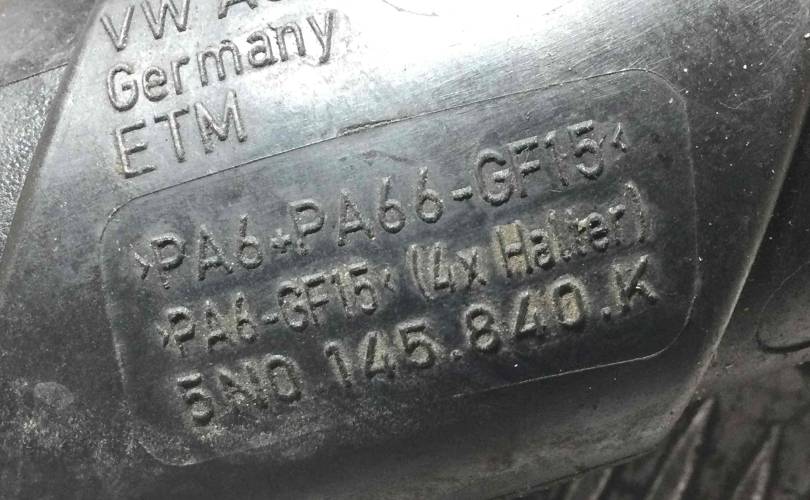 VW A
Germany
ETM
>PA6+PA66-GF15<
>PA6-GF15< (4x Halter)
5N0 145.840.K